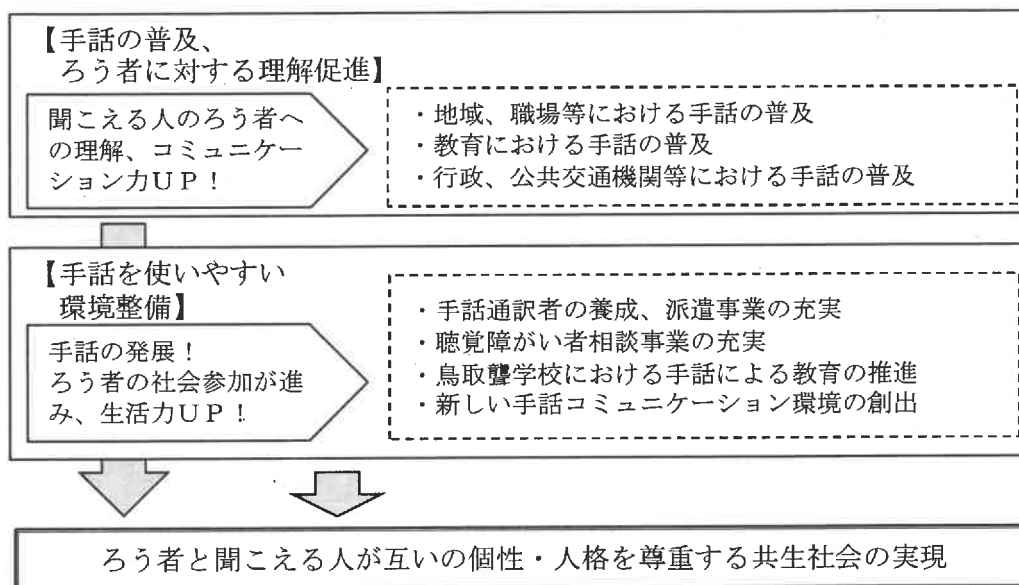 【手話の普及、
ろう者に対する理解促進】
聞こえる人のろう者へ
の理解、コミュニケー
ション力UP!
・地域、職場等における手話の普及
・教育における手話の普及
・行政、公共交通機関等における手話の普及
【手話を使いやすい
環境整備】
手話の発展!
ろう者の社会参加が進
み、生活力UP!
・手話通訳者の養成、派遣事業の充実
・聴覚障がい者相談事業の充実
・鳥取聾学校における手話による教育の推進
・新しい手話コミュニケーション環境の創出
ろう者と聞こえる人が互いの個性・人格を尊重する共生社会の実現